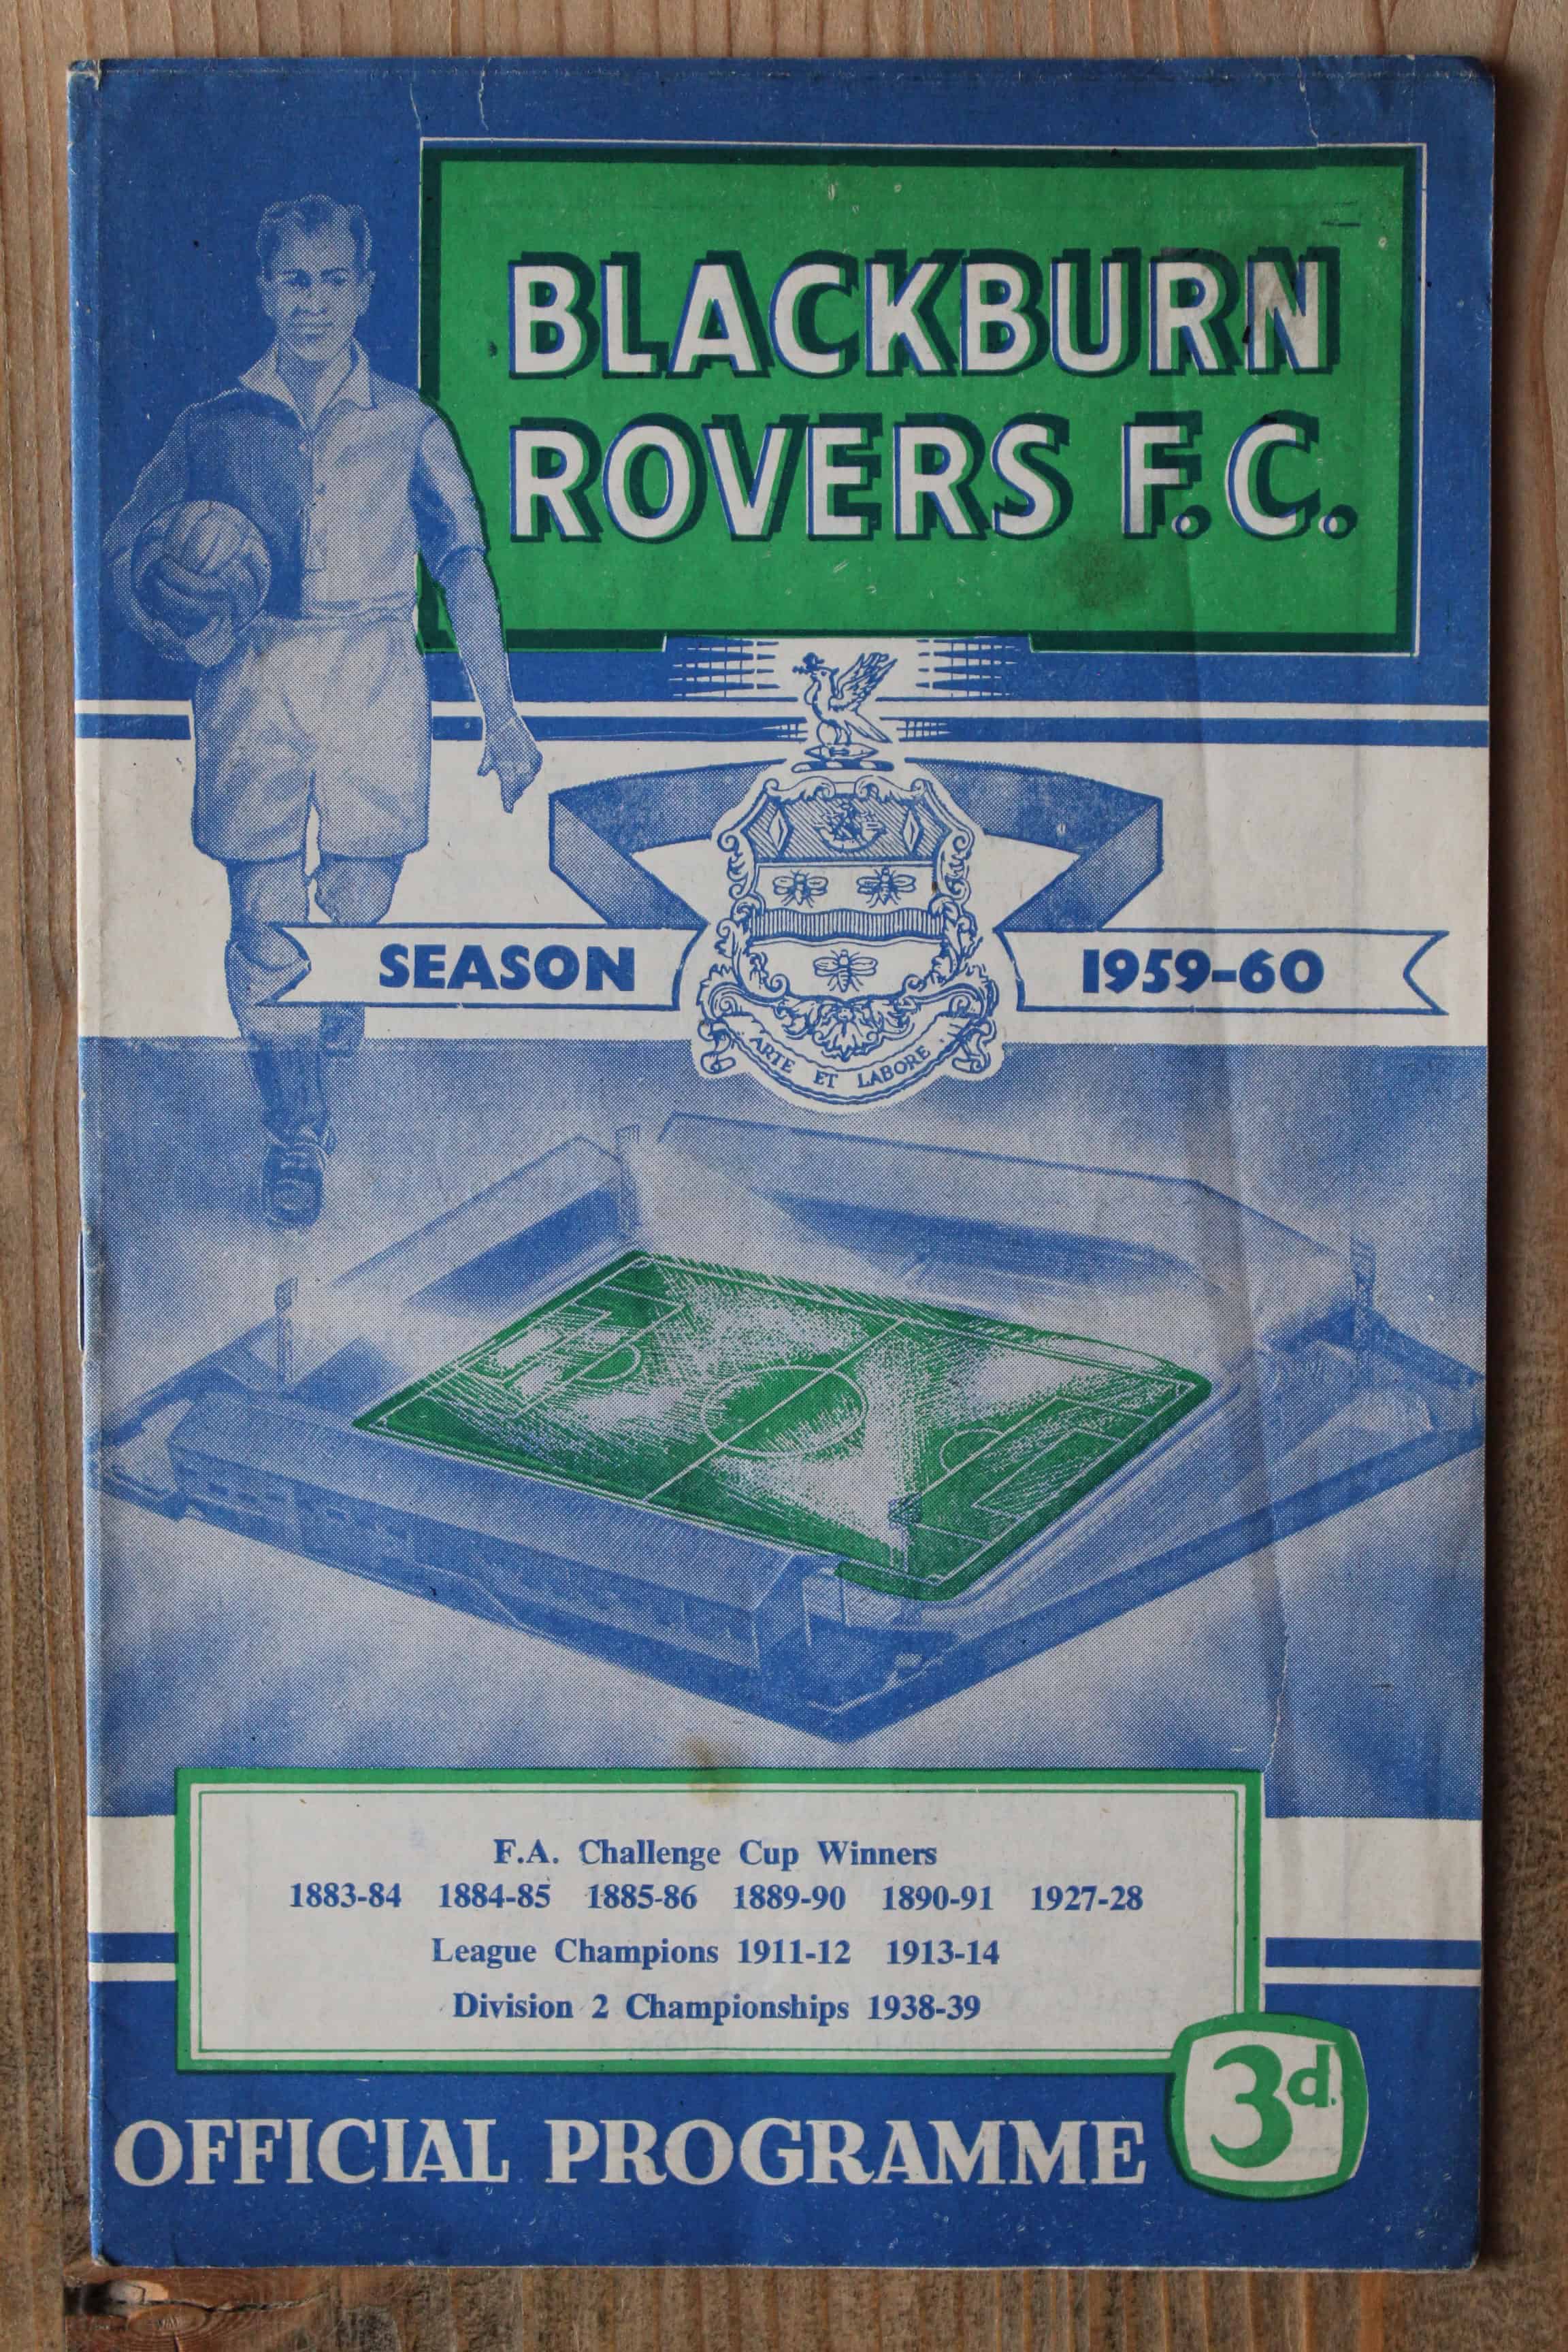 BLACKBURN
ROVERS F.C.
SEASON 1959-60
ARTE ET LABORE
F.A. Challenge Cup Winners
1883-84 1884-85 1885-86 1889-90 1890-91 1927-28
League Champions 1911-12 1913-14
Division 2 Championships 1938-39
3d.
OFFICIAL PROGRAMME